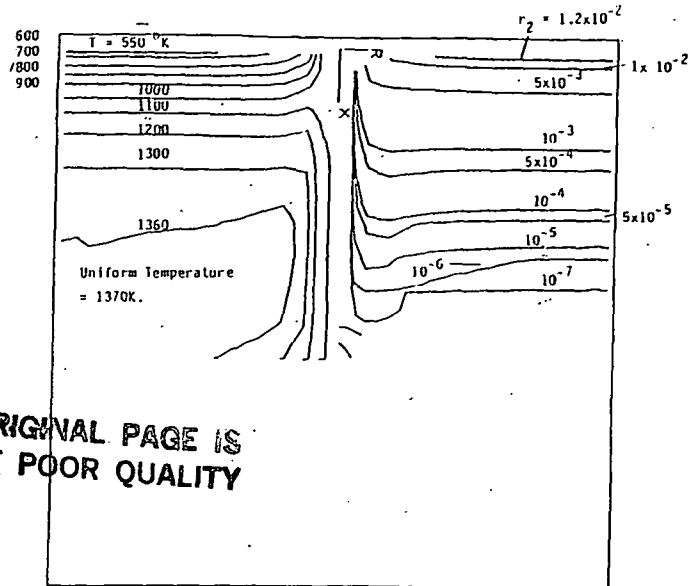 r₂ = 1.2x10⁻²
600
T = 550 °K
700
800
900
R
1x 10⁻²
5x10⁻³
1000
X
1100
1200
10⁻³
1300
5x10⁻⁴
10⁻⁴
5x10⁻⁵
1360
10⁻⁵
10⁻⁶
10⁻⁷
Uniform Temperature
= 1370K.
RIGINAL PAGE IS
POOR QUALITY